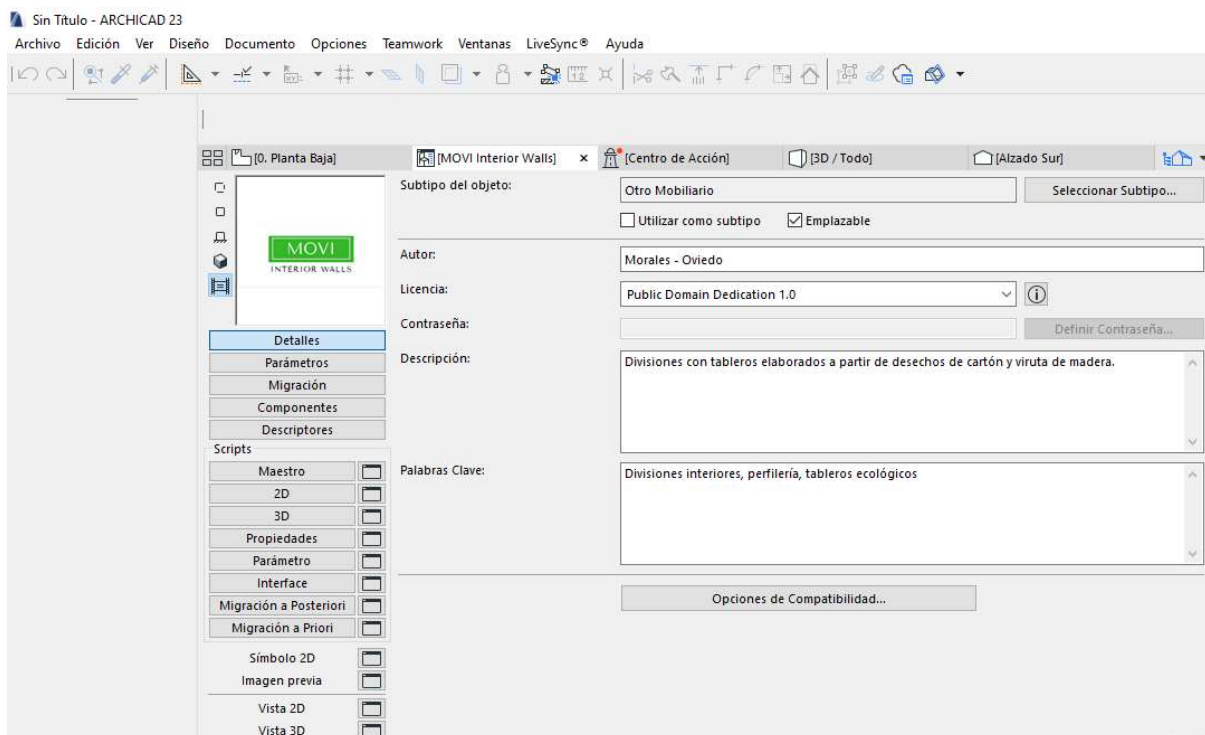 Sin Título - ARCHICAD 23
Archivo Edición Ver Diseño Documento Opciones Teamwork Ventanas LiveSync® Ayuda
[0. Planta Baja] [MOVI Interior Walls] × [Centro de Acción] [3D / Todo] [Alzado Sur]
MOVI
INTERIOR WALLS
Detalles
Parámetros
Migración
Componentes
Descriptores
Scripts
Maestro
2D
3D
Propiedades
Parámetro
Interface
Migración a Posteriori
Migración a Priori
Símbolo 2D
Imagen previa
Vista 2D
Vista 3D
Subtipo del objeto: Otro Mobiliario Seleccionar Subtipo...
Utilizar como subtipo Emplazable
Autor: Morales - Oviedo
Licencia: Public Domain Dedication 1.0
Contraseña: Definir Contraseña...
Descripción: Divisiones con tableros elaborados a partir de desechos de cartón y viruta de madera.
Palabras Clave: Divisiones interiores, perfilería, tableros ecológicos
Opciones de Compatibilidad...